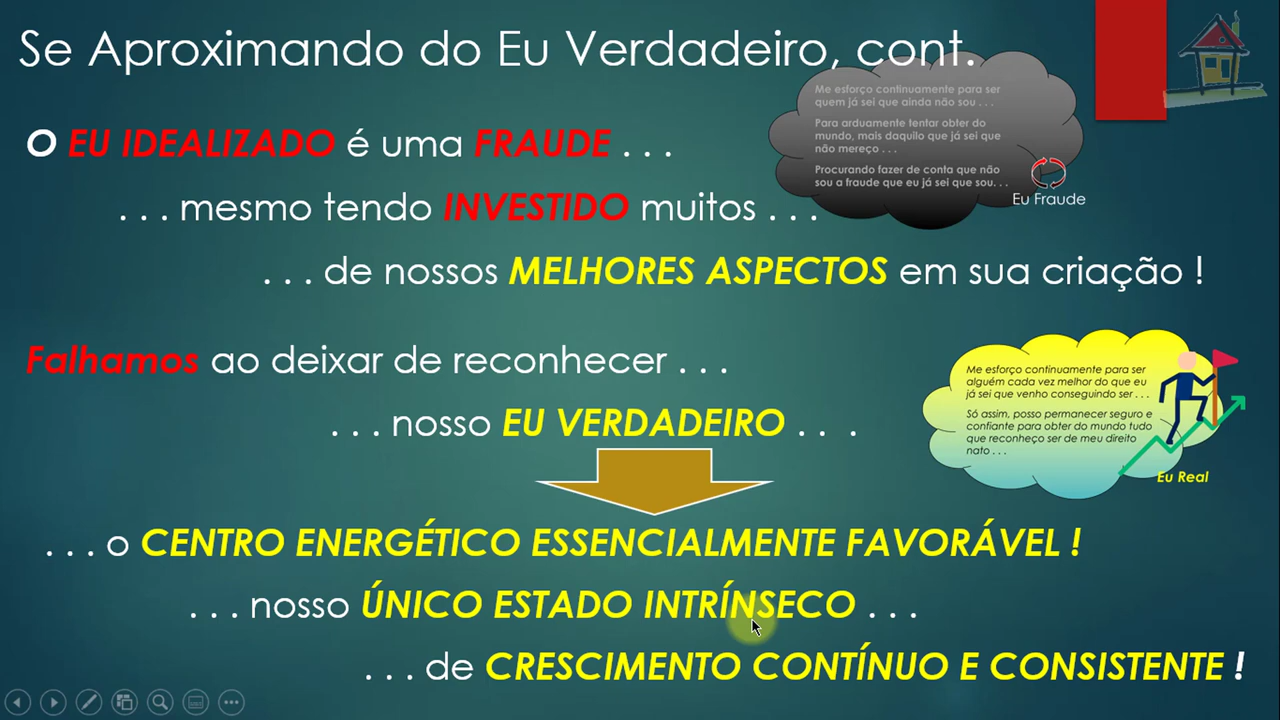 Se Aproximando do Eu Verdadeiro, cont.
Me esforço continuamente para ser
quem já sei que ainda não sou . . .
Para arduamente tentar obter do
mundo, mais daquilo que já sei que
não mereço . . .
Procurando fazer de conta que não
sou a fraude que eu já sei que sou. . .
Eu Fraude
O EU IDEALIZADO é uma FRAUDE . . .
. . . mesmo tendo INVESTIDO muitos . . .
. . . de nossos MELHORES ASPECTOS em sua criação !
Falhamos ao deixar de reconhecer . . .
. . . nosso EU VERDADEIRO . . .
Me esforço continuamente para ser
alguém cada vez melhor do que eu
já sei que venho conseguindo ser . . .
Só assim, posso permanecer seguro e
confiante para obter do mundo tudo
que reconheço ser de meu direito
nato . . .
Eu Real
. . . o CENTRO ENERGÉTICO ESSENCIALMENTE FAVORÁVEL !
. . . nosso ÚNICO ESTADO INTRÍNSECO . . .
. . . de CRESCIMENTO CONTÍNUO E CONSISTENTE !